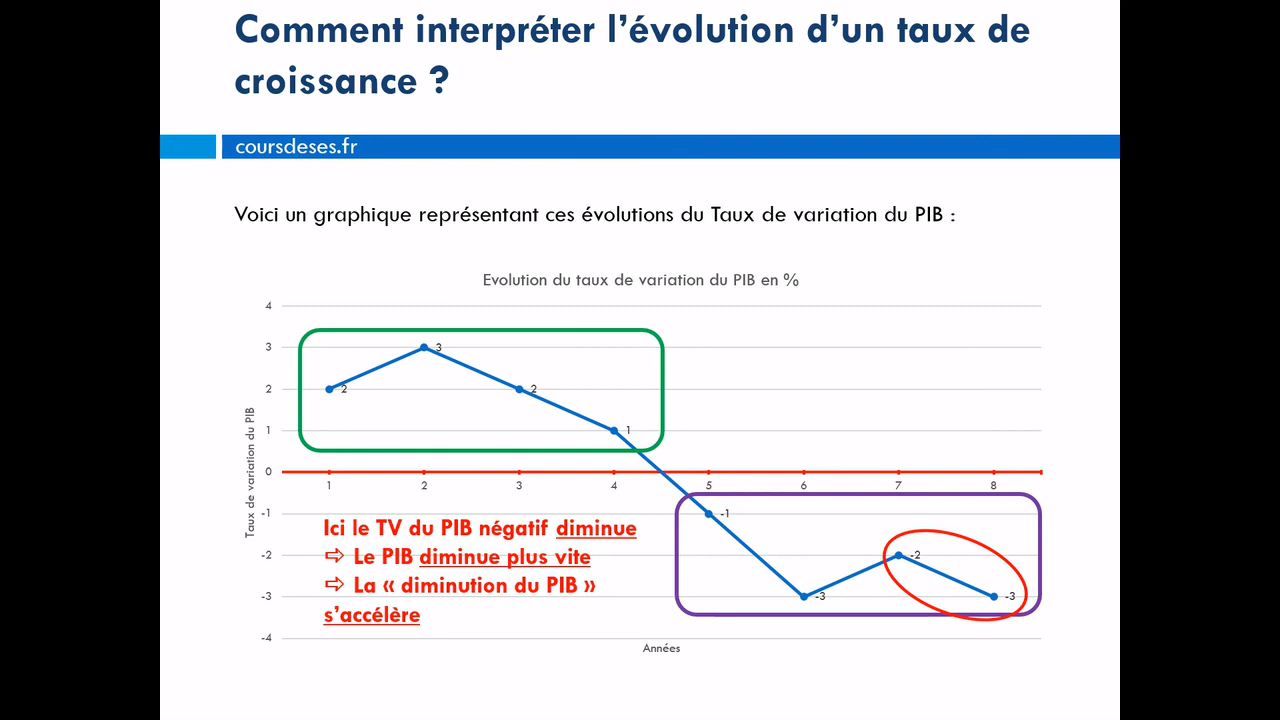 Comment interpréter l’évolution d’un taux de
croissance ?
coursdeses.fr
Voici un graphique représentant ces évolutions du Taux de variation du PIB :
Evolution du taux de variation du PIB en %
Taux de variation du PIB
4
3
2
1
0
-1
-2
-3
-4
2
3
2
1
-1
-3
-2
-3
1 2 3 4 5 6 7 8
Années
Ici le TV du PIB négatif diminue
⇨ Le PIB diminue plus vite
⇨ La « diminution du PIB »
s’accélère